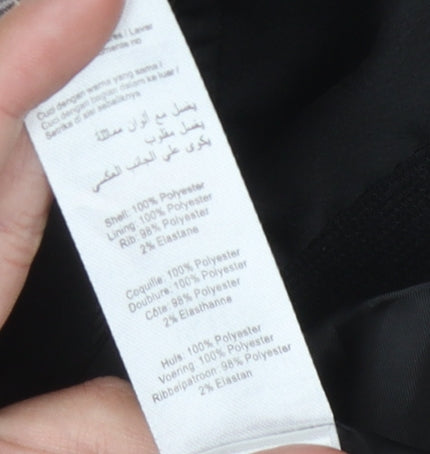 / Lavar
Cuci dengan warna yang sama /
Cuci dengan bagian dalam ke luar /
Setrika di sisi sebaliknya
يغسل مع ألوان مماثلة
يغسل مقلوب
يكوى على الجانب العكسي
Shell: 100% Polyester
Lining: 100% Polyester
Rib: 98% Polyester
2% Elastane
Coquille: 100% Polyester
Doublure: 100% Polyester
Côte: 98% Polyester
2% Elasthanne
Huls: 100% Polyester
Voering: 100% Polyester
Ribbelpatroon: 98% Polyester
2% Elastan